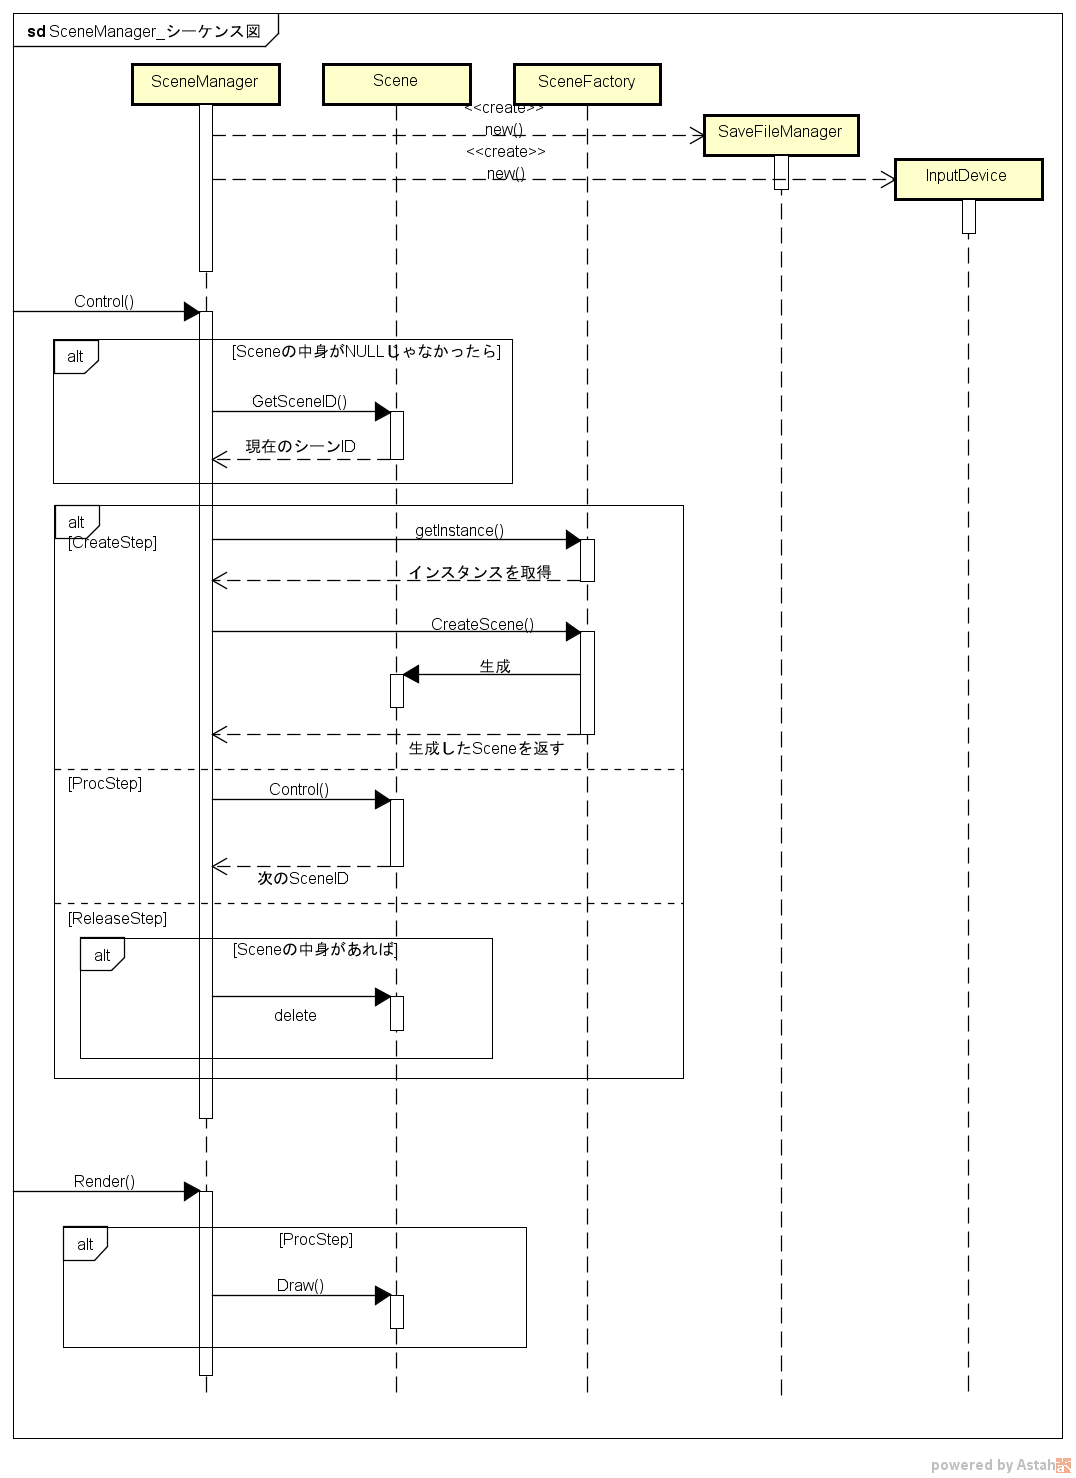 sd SceneManager_シーケンス図
SceneManager
Scene
SceneFactory
<<create>>
new()
SaveFileManager
<<create>>
new()
InputDevice
Control()
alt
[Sceneの中身がNULLじゃなかったら]
GetSceneID()
現在のシーンID
alt
[CreateStep]
getInstance()
インスタンスを取得
CreateScene()
生成
生成したSceneを返す
[ProcStep]
Control()
次のSceneID
[ReleaseStep]
alt
[Sceneの中身があれば]
delete
Render()
alt
[ProcStep]
Draw()
powered by Astah